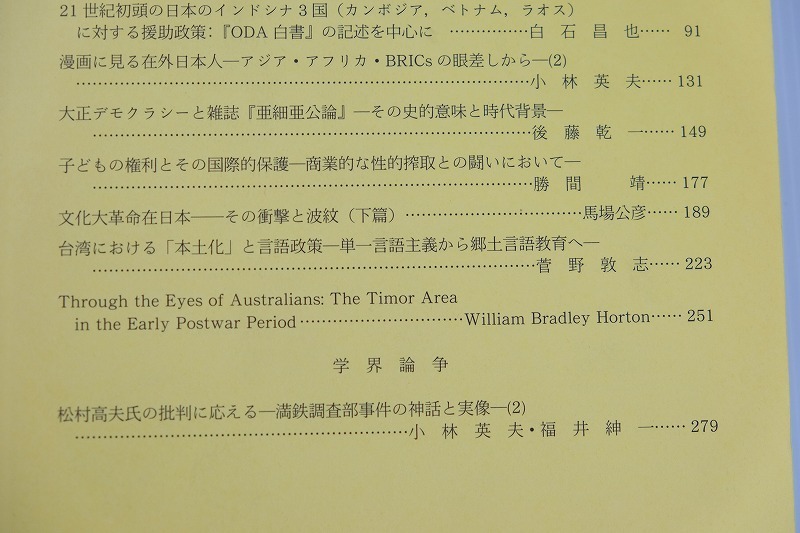 21世紀初頭の日本のインドシナ3国（カンボジア，ベトナム，ラオス）
に対する援助政策：『ODA白書』の記述を中心に ……………白 石 昌 也…… 91
漫画に見る在外日本人―アジア・アフリカ・BRICsの眼差しから―(2)
……………………………………………………………小 林 英 夫……131
大正デモクラシーと雑誌『亜細亜公論』―その史的意味と時代背景―
……………………………………………………………後 藤 乾 一……149
子どもの権利とその国際的保護―商業的な性的搾取との闘いにおいて―
……………………………………………………………勝 間 靖……177
文化大革命在日本――その衝撃と波紋（下篇）…………………………馬場公彦……189
台湾における「本土化」と言語政策―単一言語主義から郷土言語教育へ―
……………………………………………………………菅 野 敦 志……223
Through the Eyes of Australians: The Timor Area
in the Early Postwar Period…………………………William Bradley Horton……251
学 界 論 争
松村高夫氏の批判に応える―満鉄調査部事件の神話と実像―(2)
……………………………………………小 林 英 夫・福 井 紳 一……279